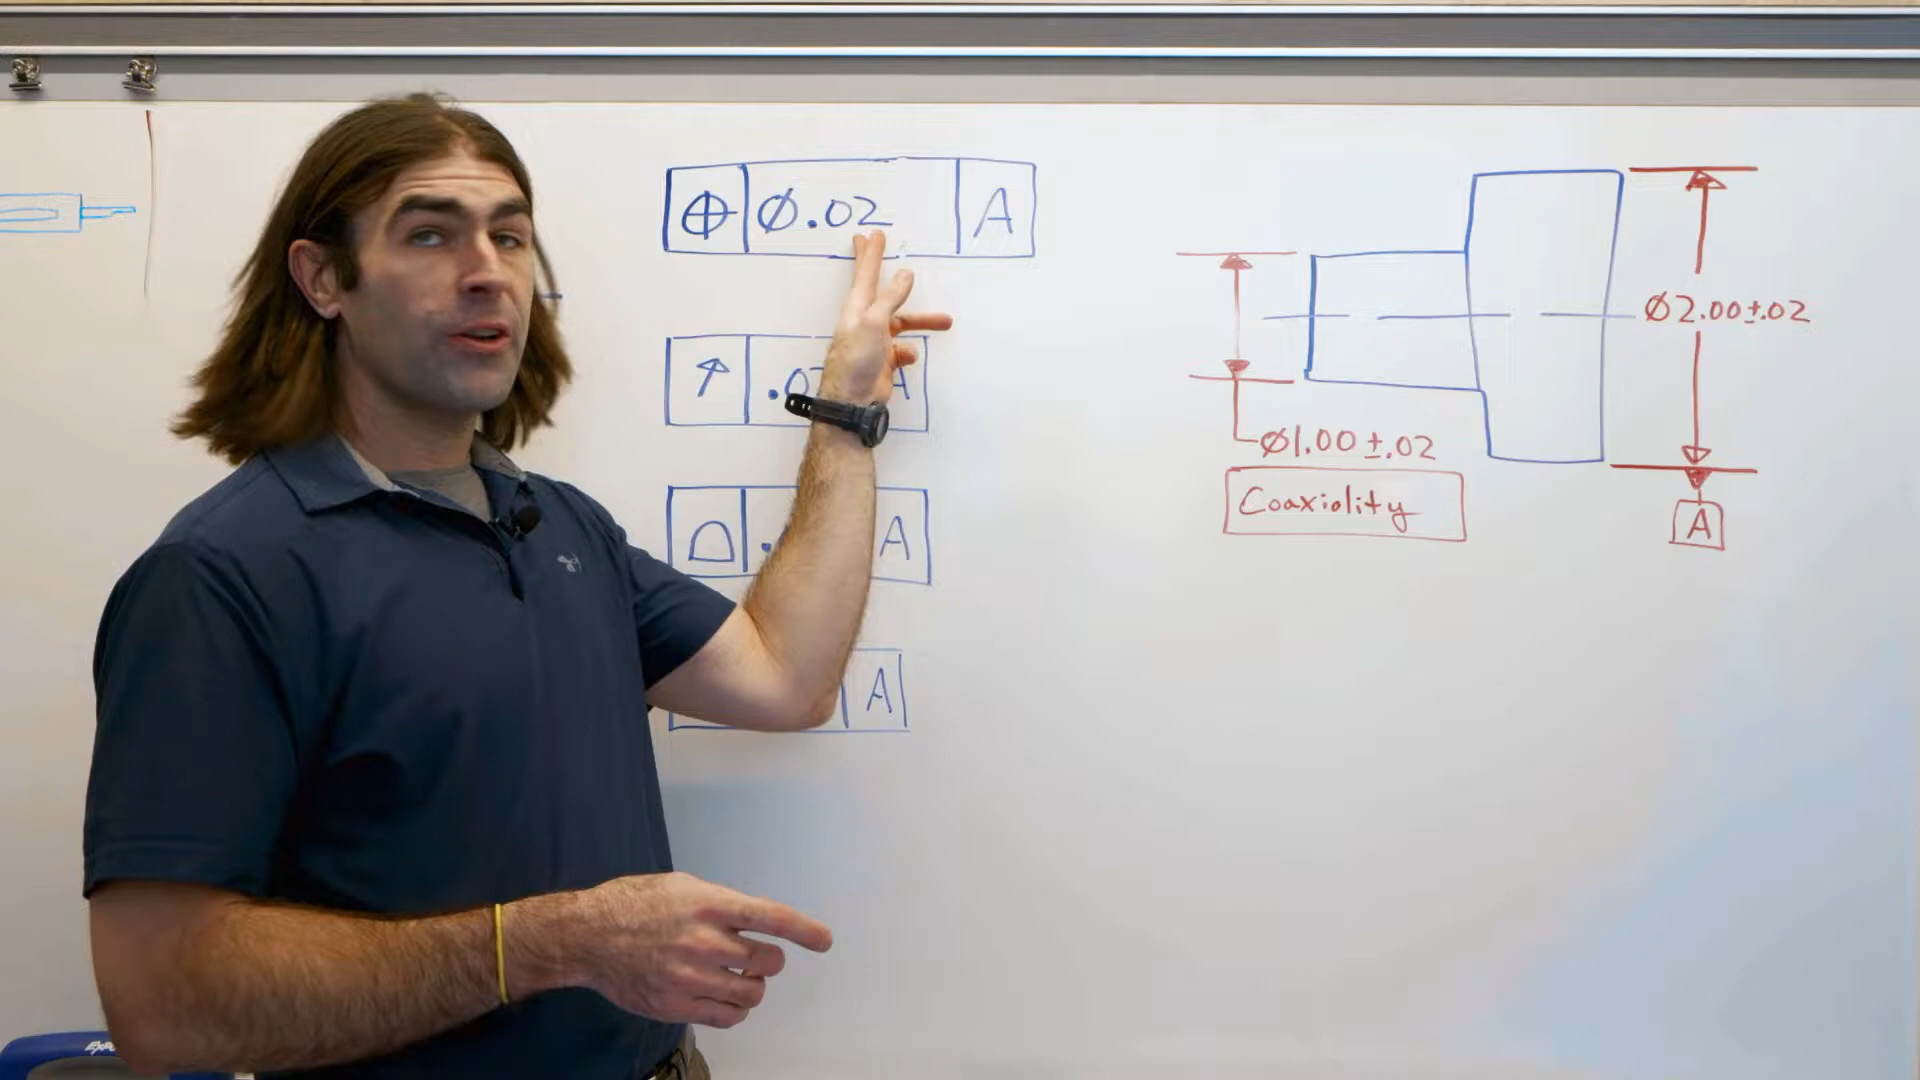 ⌖ Ø.02 A
↗ A
⌓ . A
A
Ø2.00±.02
Ø1.00±.02
Coaxiality
A